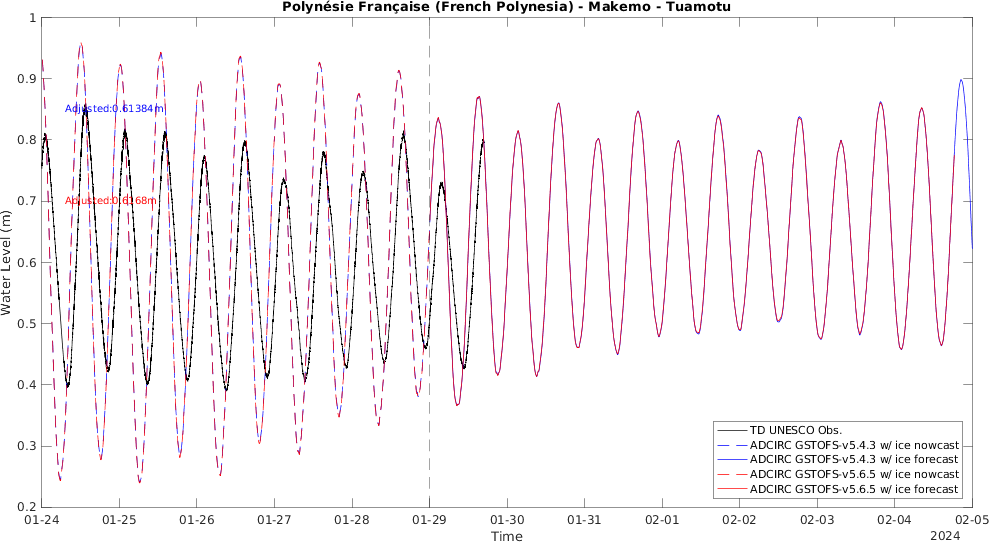 Polynésie Française (French Polynesia) - Makemo - Tuamotu
1
0.9
0.8
0.7
0.6
0.5
0.4
0.3
0.2
Water Level (m)
Adjusted:0.61384m
Adjusted:0.6168m
TD UNESCO Obs.
ADCIRC GSTOFS-v5.4.3 w/ ice nowcast
ADCIRC GSTOFS-v5.4.3 w/ ice forecast
ADCIRC GSTOFS-v5.6.5 w/ ice nowcast
ADCIRC GSTOFS-v5.6.5 w/ ice forecast
01-24 01-25 01-26 01-27 01-28 01-29 01-30 01-31 02-01 02-02 02-03 02-04 02-05
Time
2024